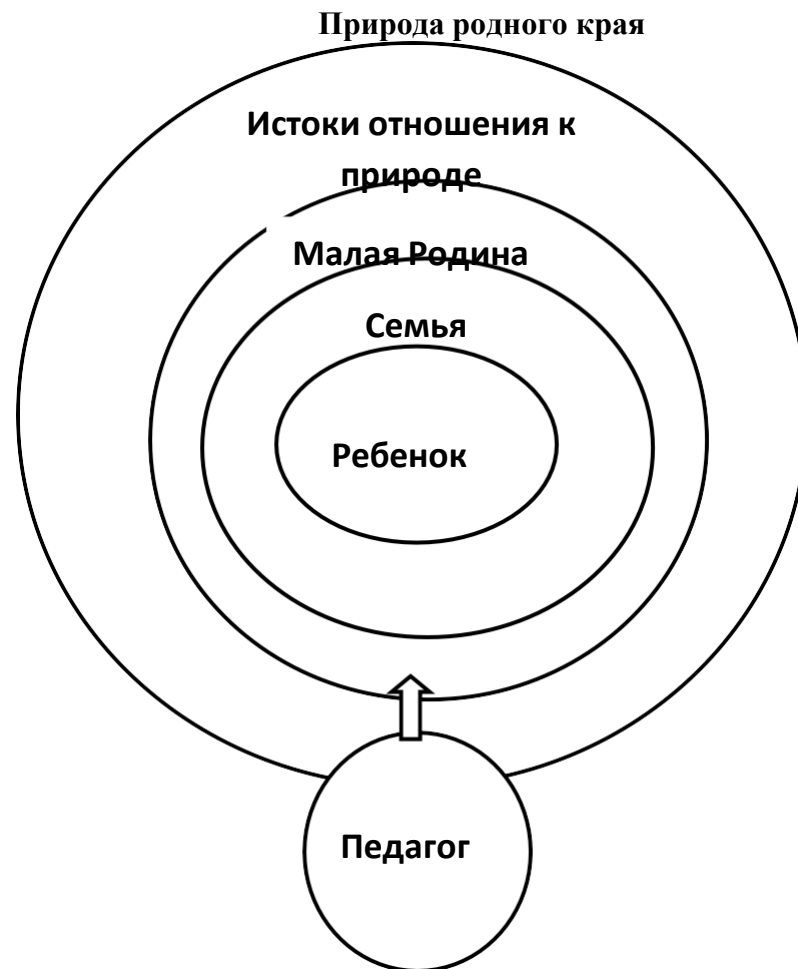 Природа родного края
Истоки отношения к
природе
Малая Родина
Семья
Ребенок
Педагог